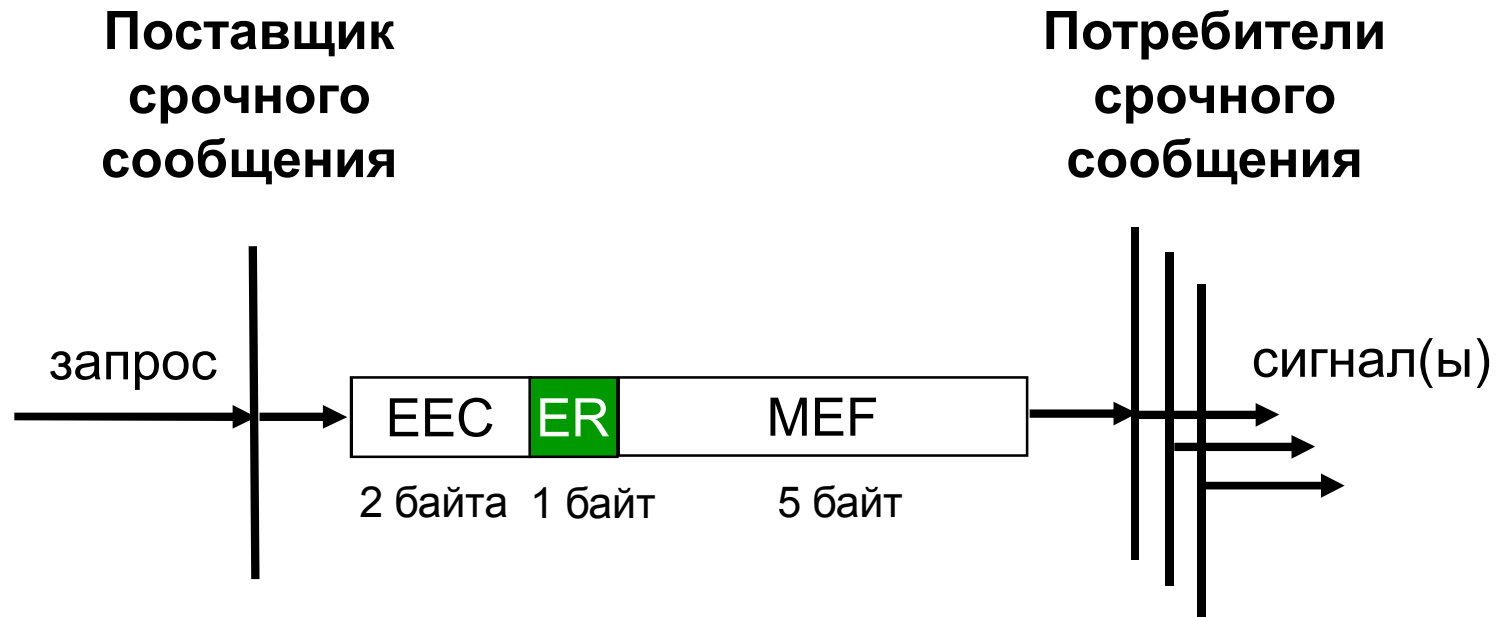 Поставщик
срочного
сообщения
Потребители
срочного
сообщения
запрос
EEC ER MEF
сигнал(ы)
2 байта 1 байт 5 байт